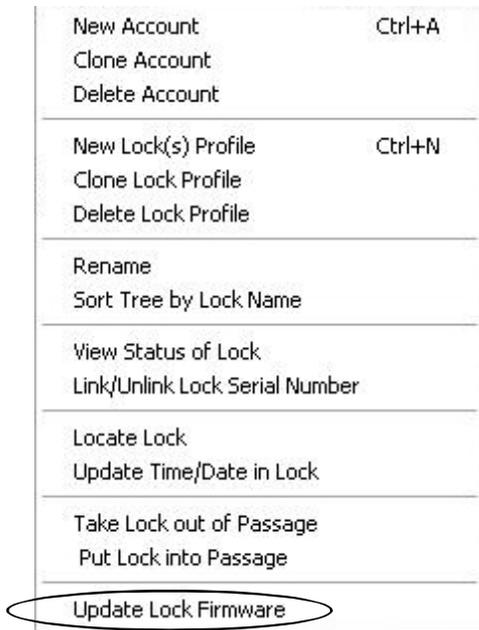 New Account Ctrl+A
Clone Account
Delete Account
New Lock(s) Profile Ctrl+N
Clone Lock Profile
Delete Lock Profile
Rename
Sort Tree by Lock Name
View Status of Lock
Link/Unlink Lock Serial Number
Locate Lock
Update Time/Date in Lock
Take Lock out of Passage
Put Lock into Passage
Update Lock Firmware